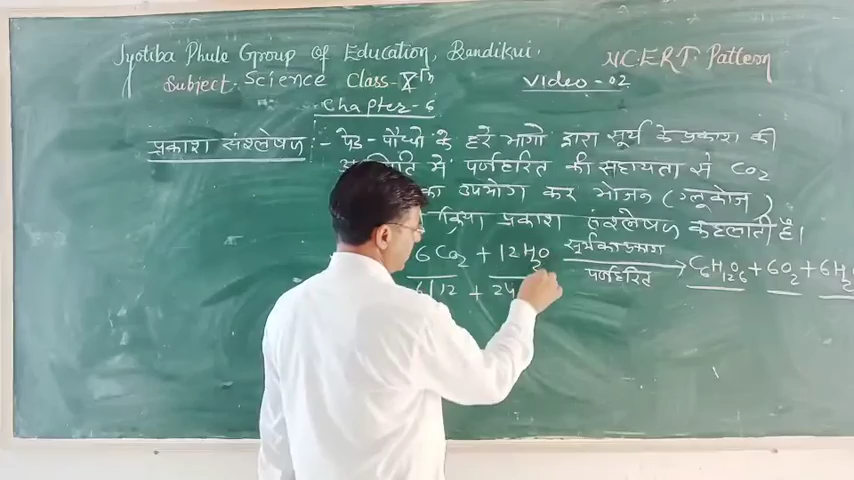 Jyotiba Phule Group of Education, Bandikui.
N.C.E.R.T. Pattern
Subject:- Science Class-Xth
Video-02
Chapter-6
प्रकाश संश्लेषण :- पेड-पौधो के हरे भागो द्वारा सूर्य के प्रकाश की
में पर्णहरित की सहायता से CO2
का उपयोग कर भोजन (ग्लूकोज)
क्रिया प्रकाश संश्लेषण कहलाती है।
6CO2 + 12H2O सूर्य का प्रकाश पर्णहरित → C6H12O6 + 6O2 + 6H2
6/12 + 24